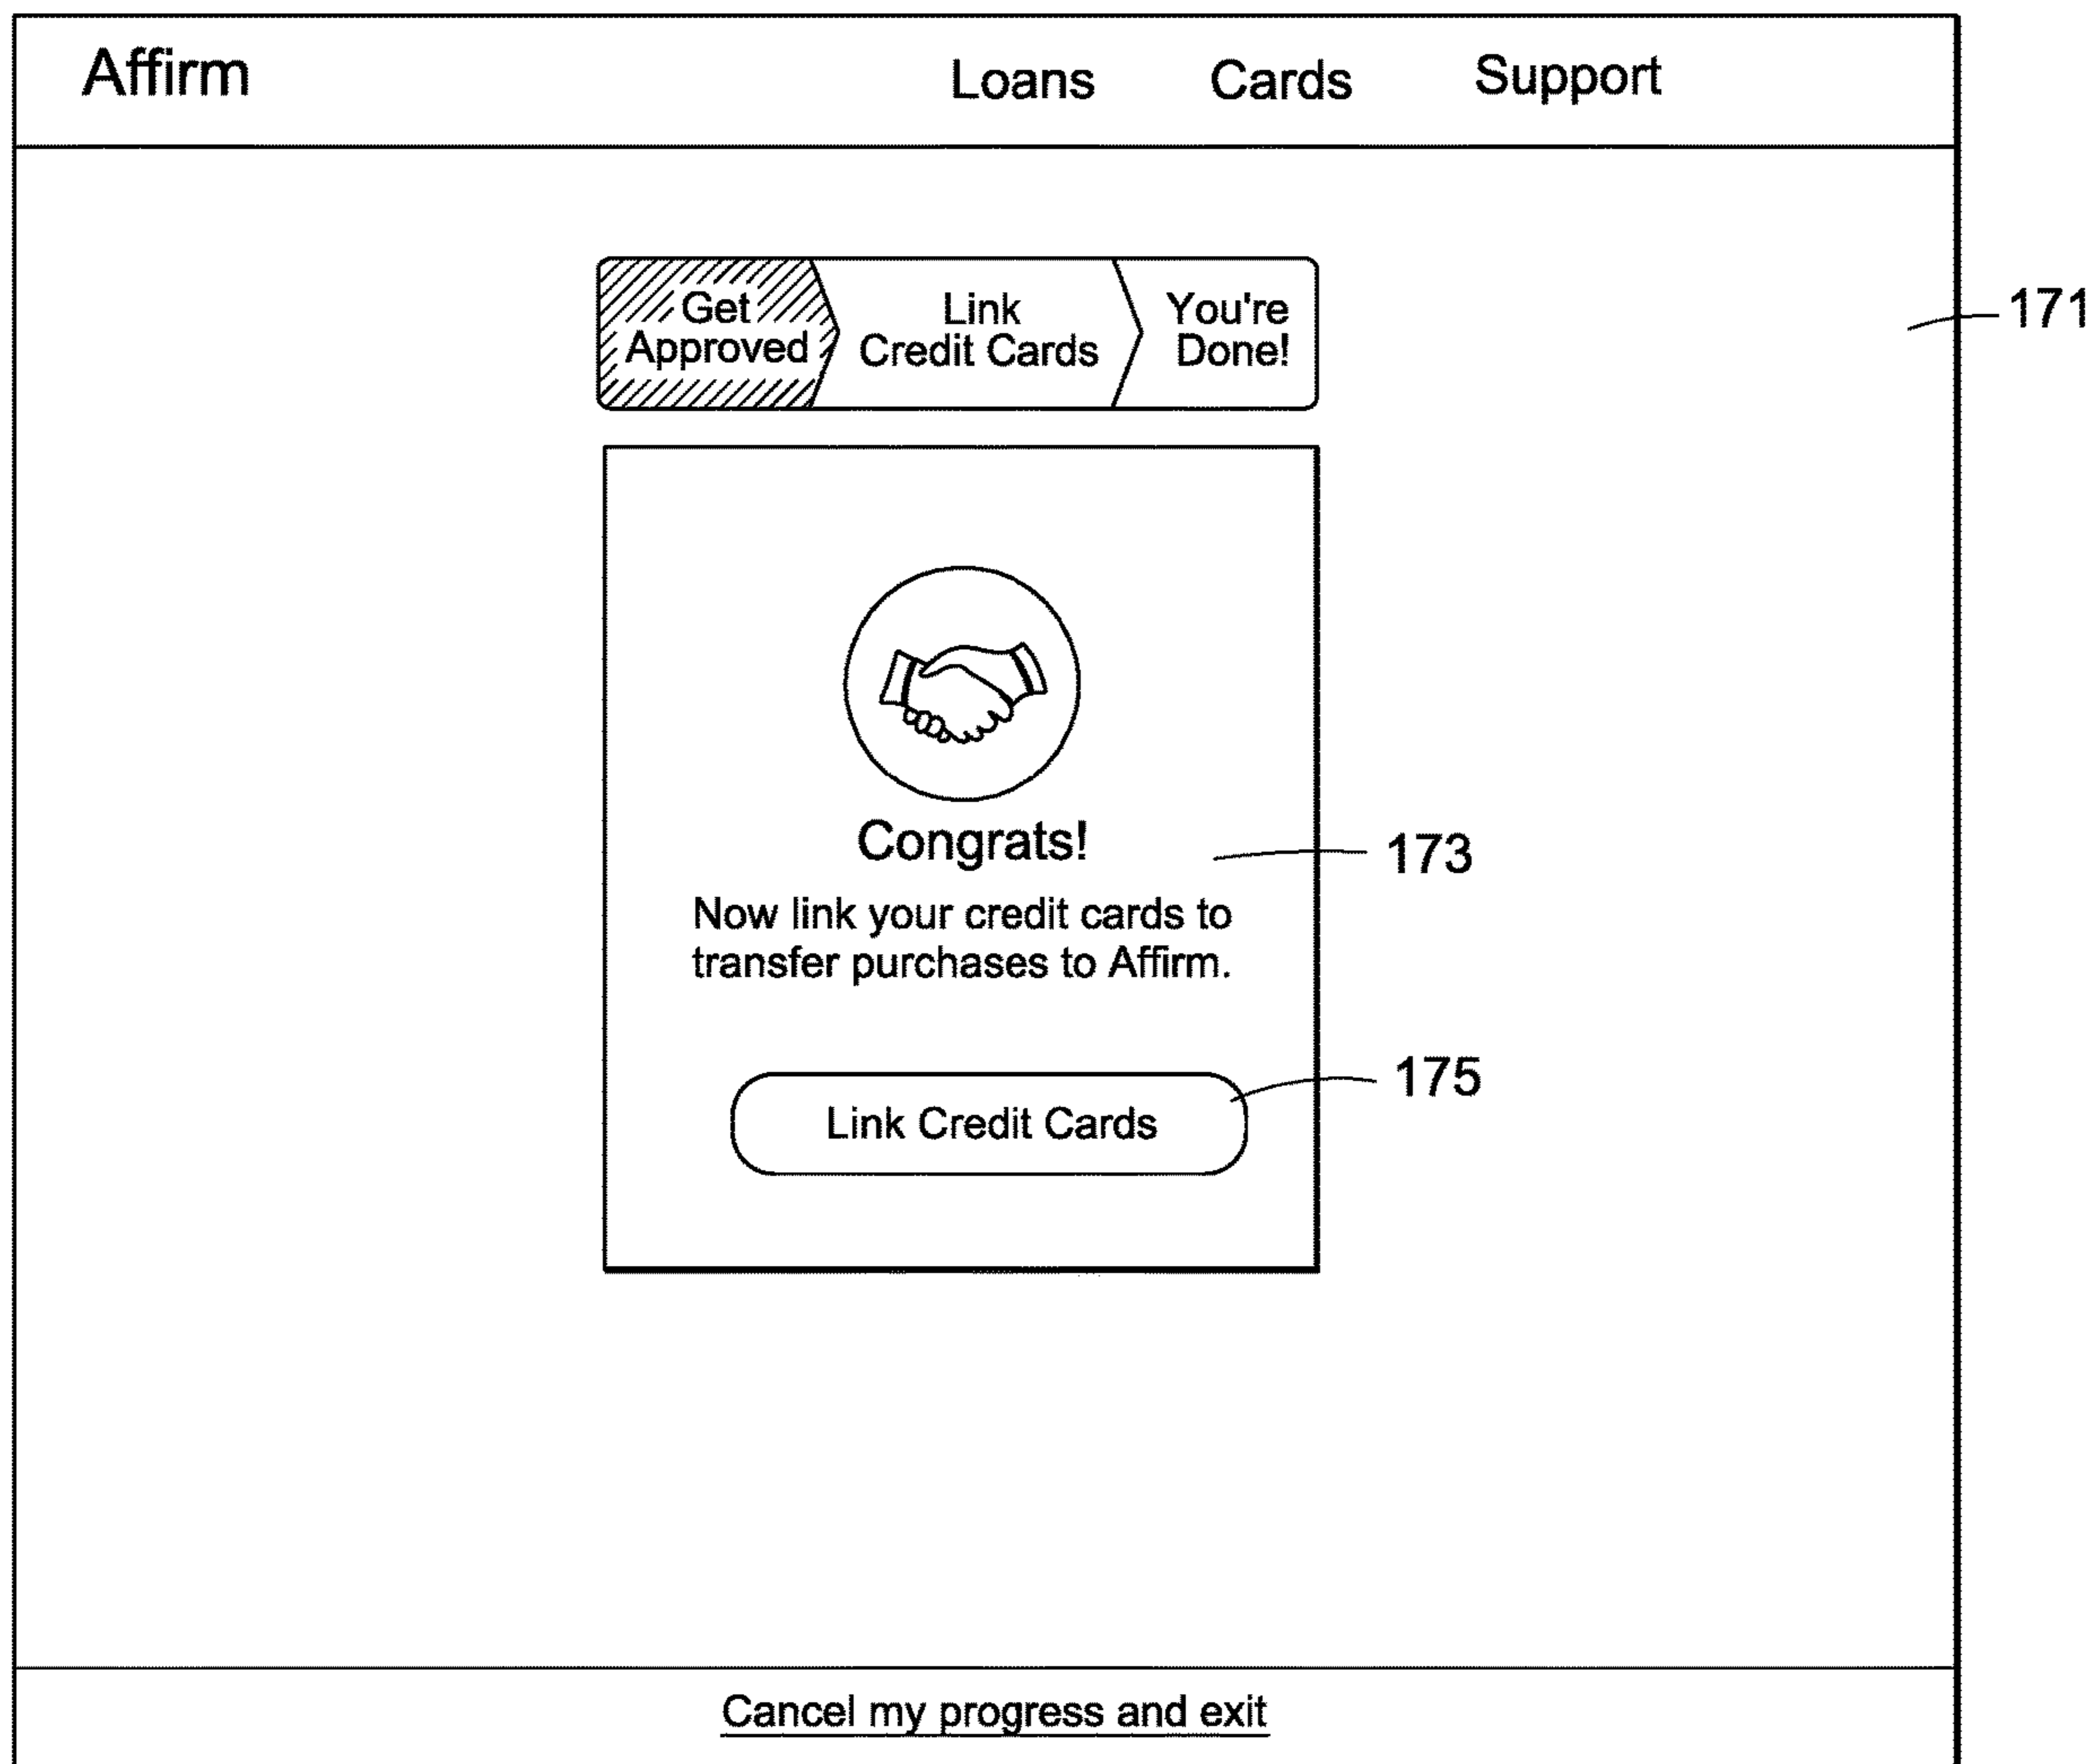 Affirm
Loans
Cards
Support
Get
Approved
Link
Credit Cards
You're
Done!
171
Congrats!
173
Now link your credit cards to
transfer purchases to Affirm.
175
Link Credit Cards
Cancel my progress and exit